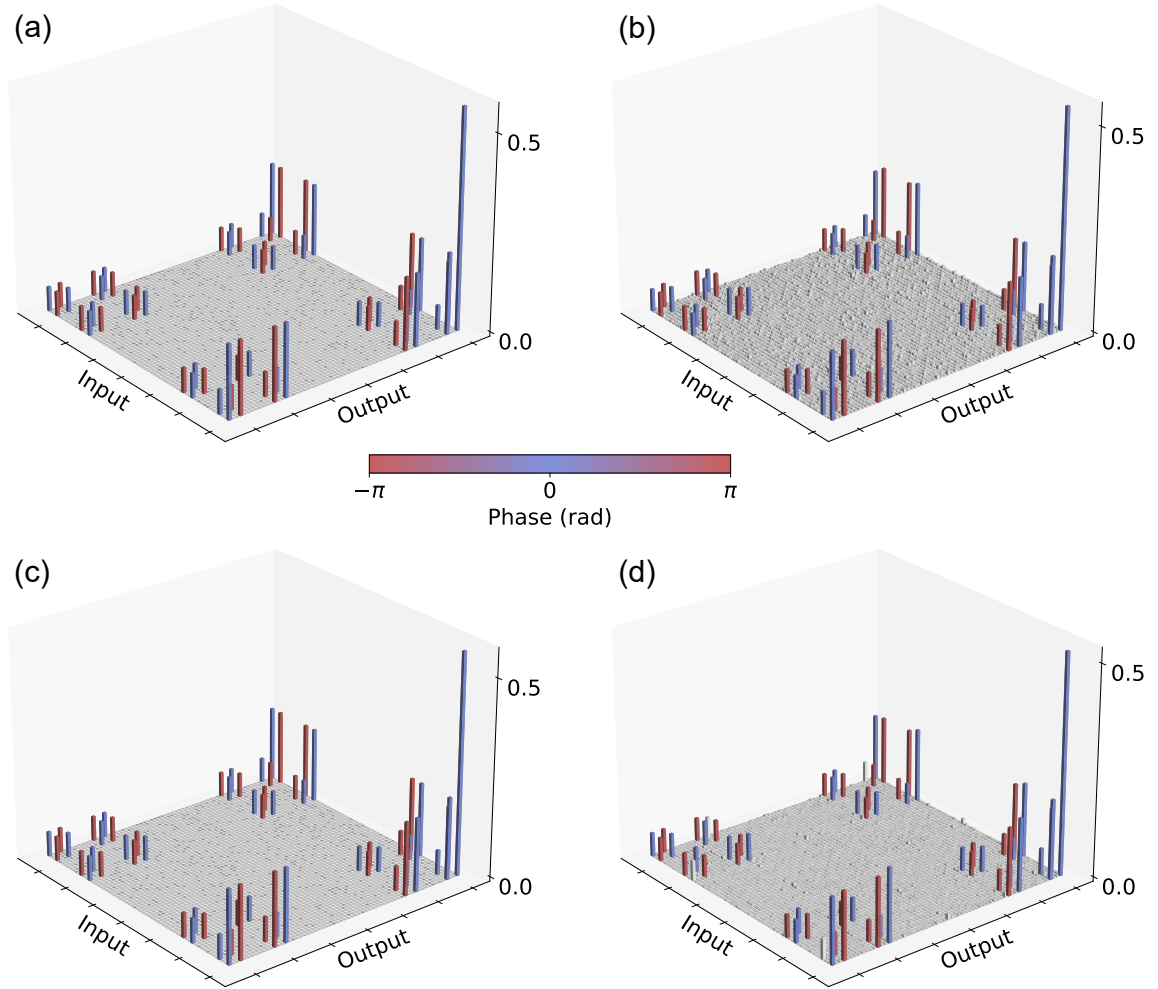 (a)
(b)
0.5
0.5
0.0
0.0
Input
Output
Input
Output
−π
0
π
Phase (rad)
(c)
(d)
0.5
0.5
0.0
0.0
Input
Output
Input
Output